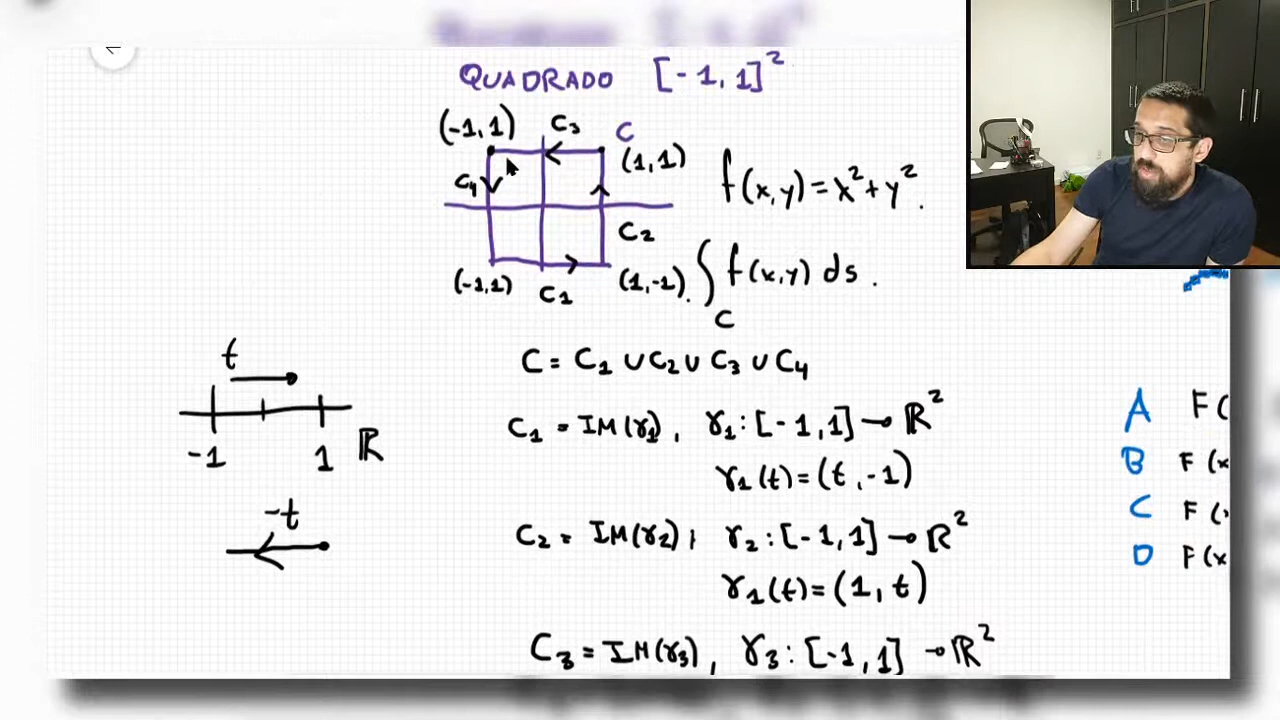 QUADRADO [-1,1]²
(-1,1) C₃ C
(1,1)
C₄
f(x,y)=x²+y².
C₂
(-1,1) C₁ (1,-1).
∫ f(x,y) ds.
C
t
-1 1 ℝ
-t
C = C₁ ∪ C₂ ∪ C₃ ∪ C₄
C₁ = IM(γ₁), γ₁:[-1,1]→ℝ²
γ₁(t)=(t,-1)
C₂ = IM(γ₂); γ₂:[-1,1]→ℝ²
γ₁(t)=(1,t)
C₃ = IM(γ₃), γ₃:[-1,1]→ℝ²
A F(
B F(x
C F(
D F(x